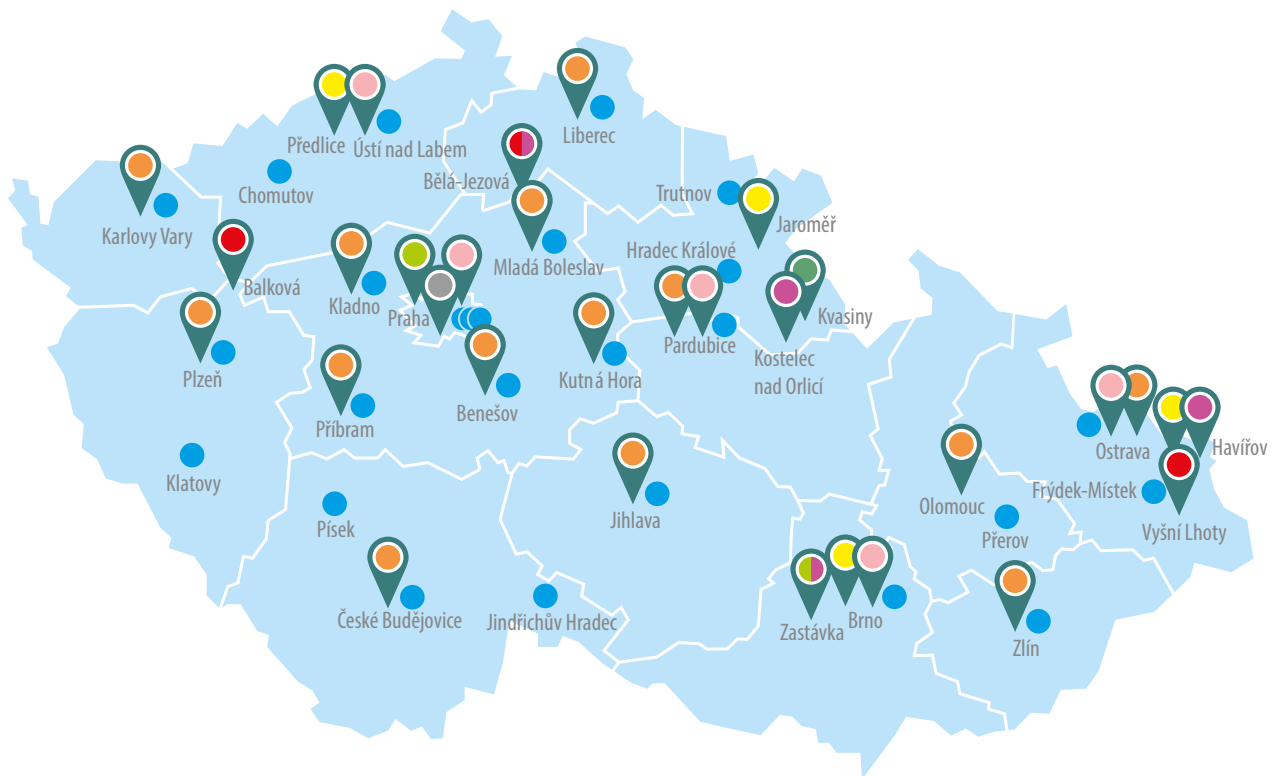 Liberec
Předlice
Ústí nad Labem
Bělá-Jezová
Chomutov
Trutnov
Jaroměř
Karlovy Vary
Hradec Králové
Mladá Boleslav
Balková
Kladno
Praha
Kvasiny
Pardubice
Kostelec
nad Orlicí
Plzeň
Kutná Hora
Benešov
Příbram
Ostrava
Havířov
Klatovy
Frýdek-Místek
Olomouc
Písek
Jihlava
Vyšní Lhoty
Přerov
České Budějovice
Jindřichův Hradec
Zastávka
Brno
Zlín